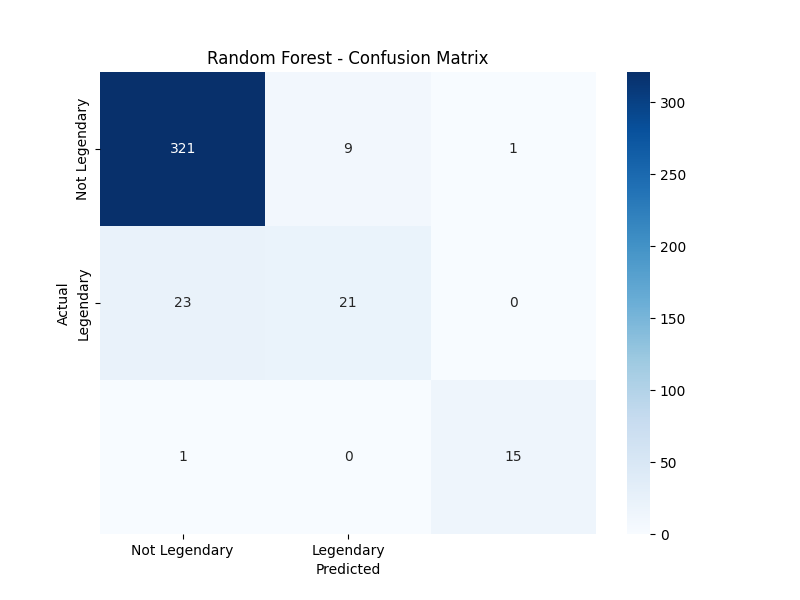 Random Forest - Confusion Matrix
Not Legendary
321
9
1
Actual
Legendary
23
21
0
1
0
15
Not Legendary
Legendary
Predicted
300
250
200
150
100
50
0